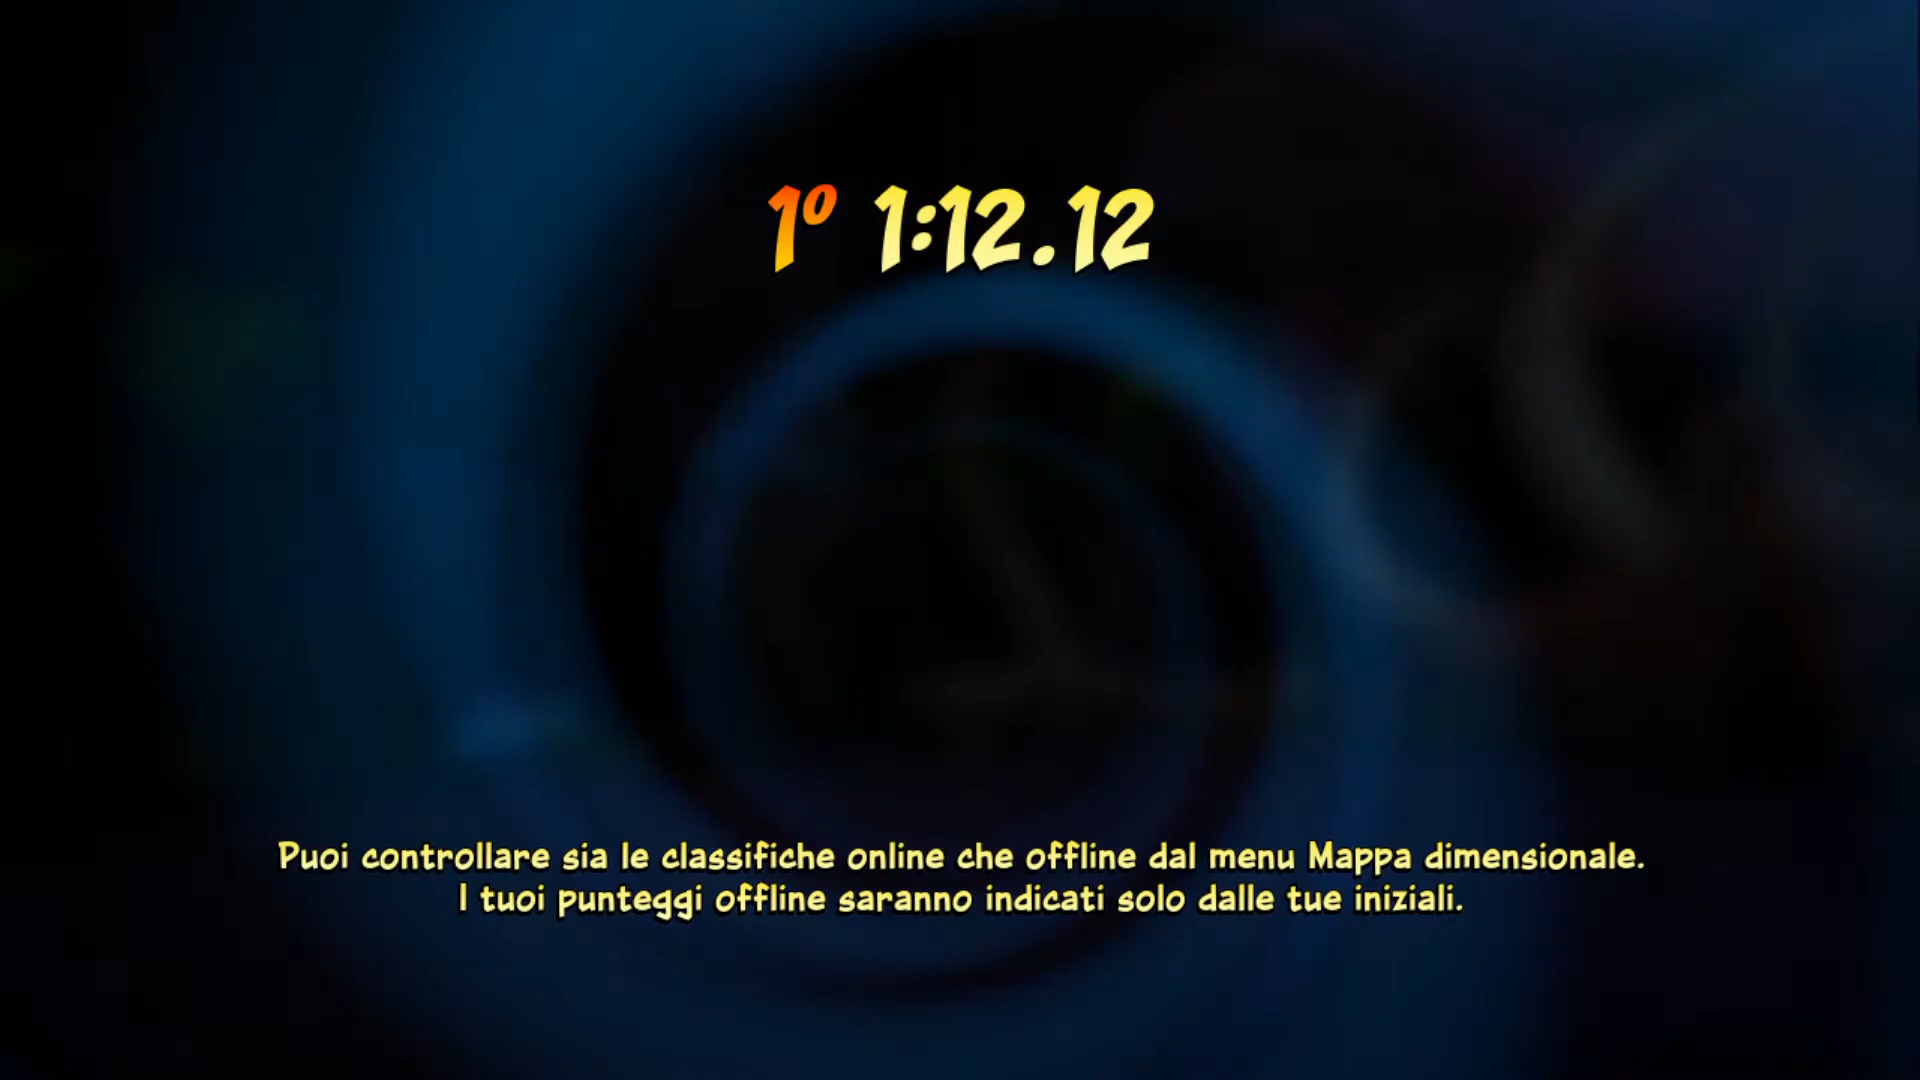 1º 1:12.12
Puoi controllare sia le classifiche online che offline dal menu Mappa dimensionale.
I tuoi punteggi offline saranno indicati solo dalle tue iniziali.